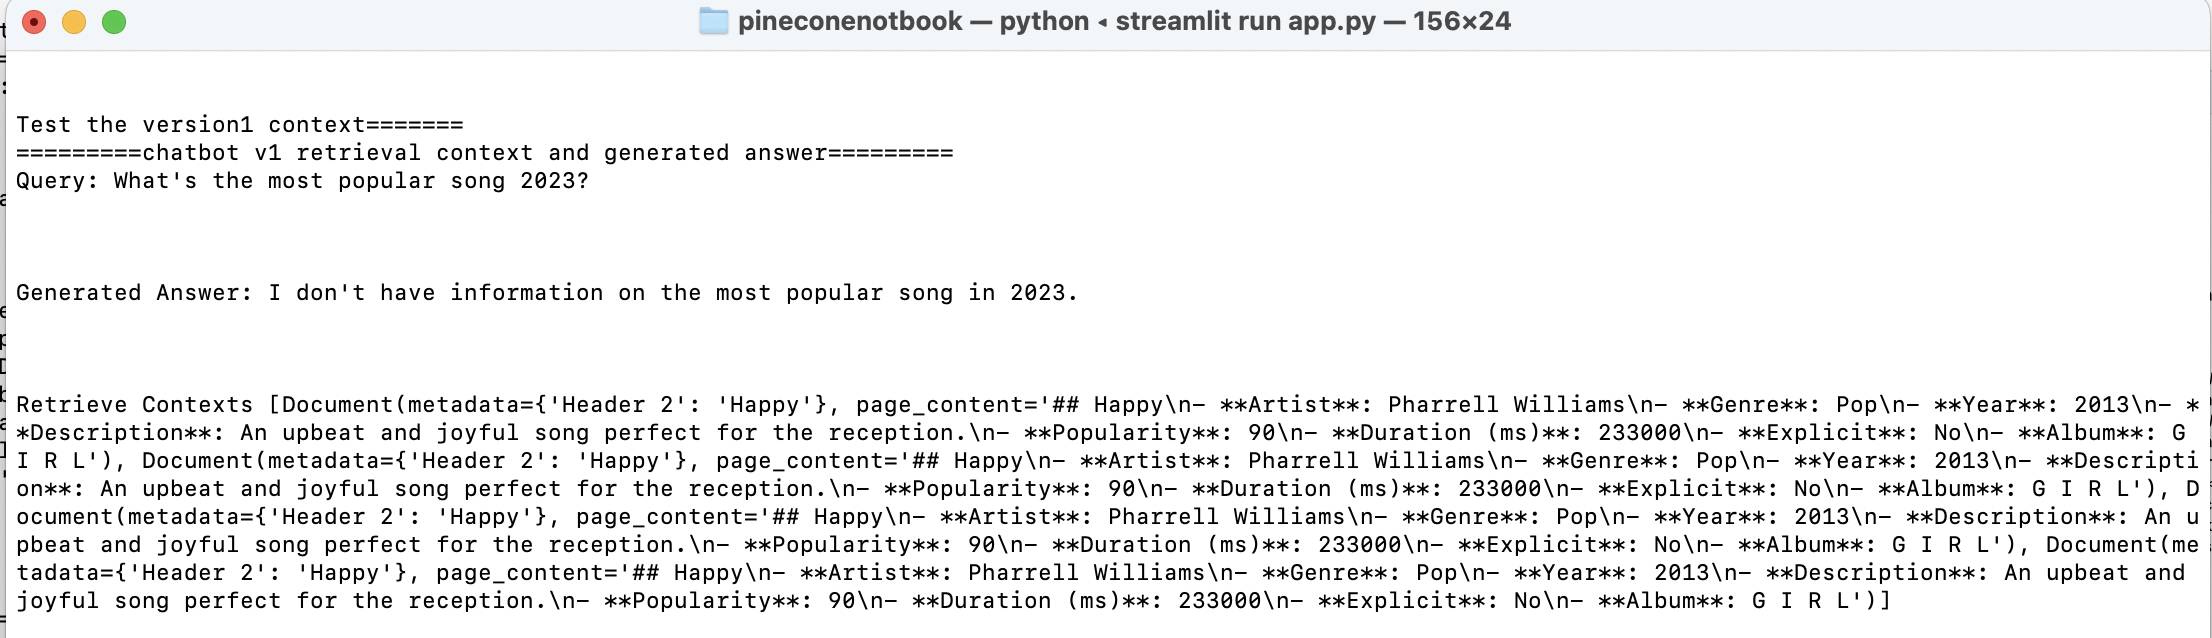 pineconenotbook — python ◂ streamlit run app.py — 156×24
Test the version1 context=======
=========chatbot v1 retrieval context and generated answer=========
Query: What's the most popular song 2023?
Generated Answer: I don't have information on the most popular song in 2023.
Retrieve Contexts [Document(metadata={'Header 2': 'Happy'}, page_content='## Happy\n- **Artist**: Pharrell Williams\n- **Genre**: Pop\n- **Year**: 2013\n- *
*Description**: An upbeat and joyful song perfect for the reception.\n- **Popularity**: 90\n- **Duration (ms)**: 233000\n- **Explicit**: No\n- **Album**: G
I R L'), Document(metadata={'Header 2': 'Happy'}, page_content='## Happy\n- **Artist**: Pharrell Williams\n- **Genre**: Pop\n- **Year**: 2013\n- **Descripti
on**: An upbeat and joyful song perfect for the reception.\n- **Popularity**: 90\n- **Duration (ms)**: 233000\n- **Explicit**: No\n- **Album**: G I R L'), D
ocument(metadata={'Header 2': 'Happy'}, page_content='## Happy\n- **Artist**: Pharrell Williams\n- **Genre**: Pop\n- **Year**: 2013\n- **Description**: An u
pbeat and joyful song perfect for the reception.\n- **Popularity**: 90\n- **Duration (ms)**: 233000\n- **Explicit**: No\n- **Album**: G I R L'), Document(me
tadata={'Header 2': 'Happy'}, page_content='## Happy\n- **Artist**: Pharrell Williams\n- **Genre**: Pop\n- **Year**: 2013\n- **Description**: An upbeat and
joyful song perfect for the reception.\n- **Popularity**: 90\n- **Duration (ms)**: 233000\n- **Explicit**: No\n- **Album**: G I R L')]